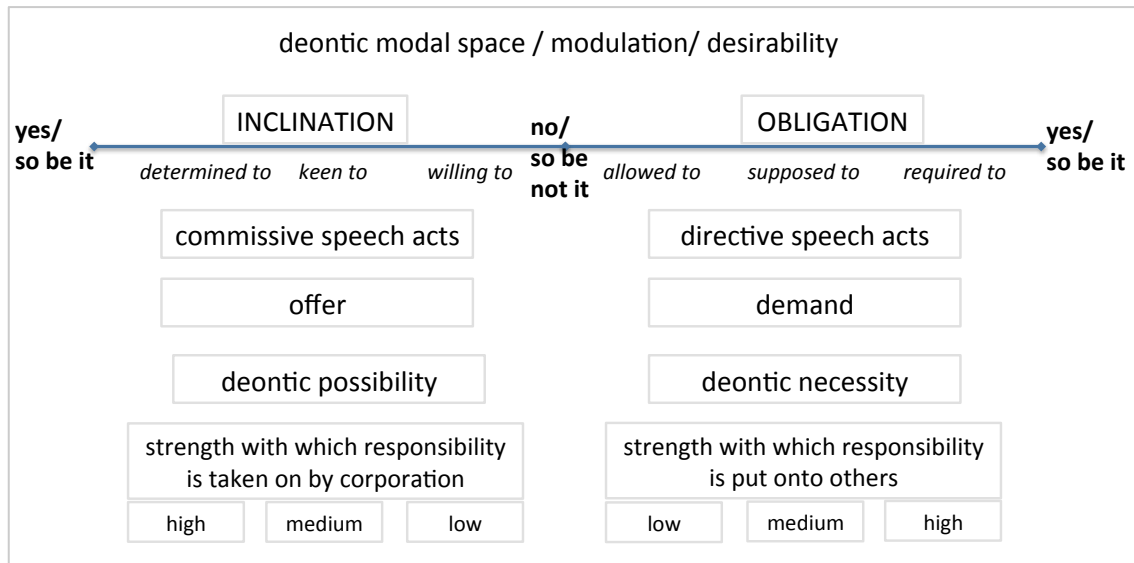 deontic modal space / modulation/ desirability
INCLINATION
OBLIGATION
yes/
so be it
no/
so be
not it
yes/
so be it
determined to
keen to
willing to
allowed to
supposed to
required to
commissive speech acts
directive speech acts
offer
demand
deontic possibility
deontic necessity
strength with which responsibility
is taken on by corporation
strength with which responsibility
is put onto others
high
medium
low
low
medium
high